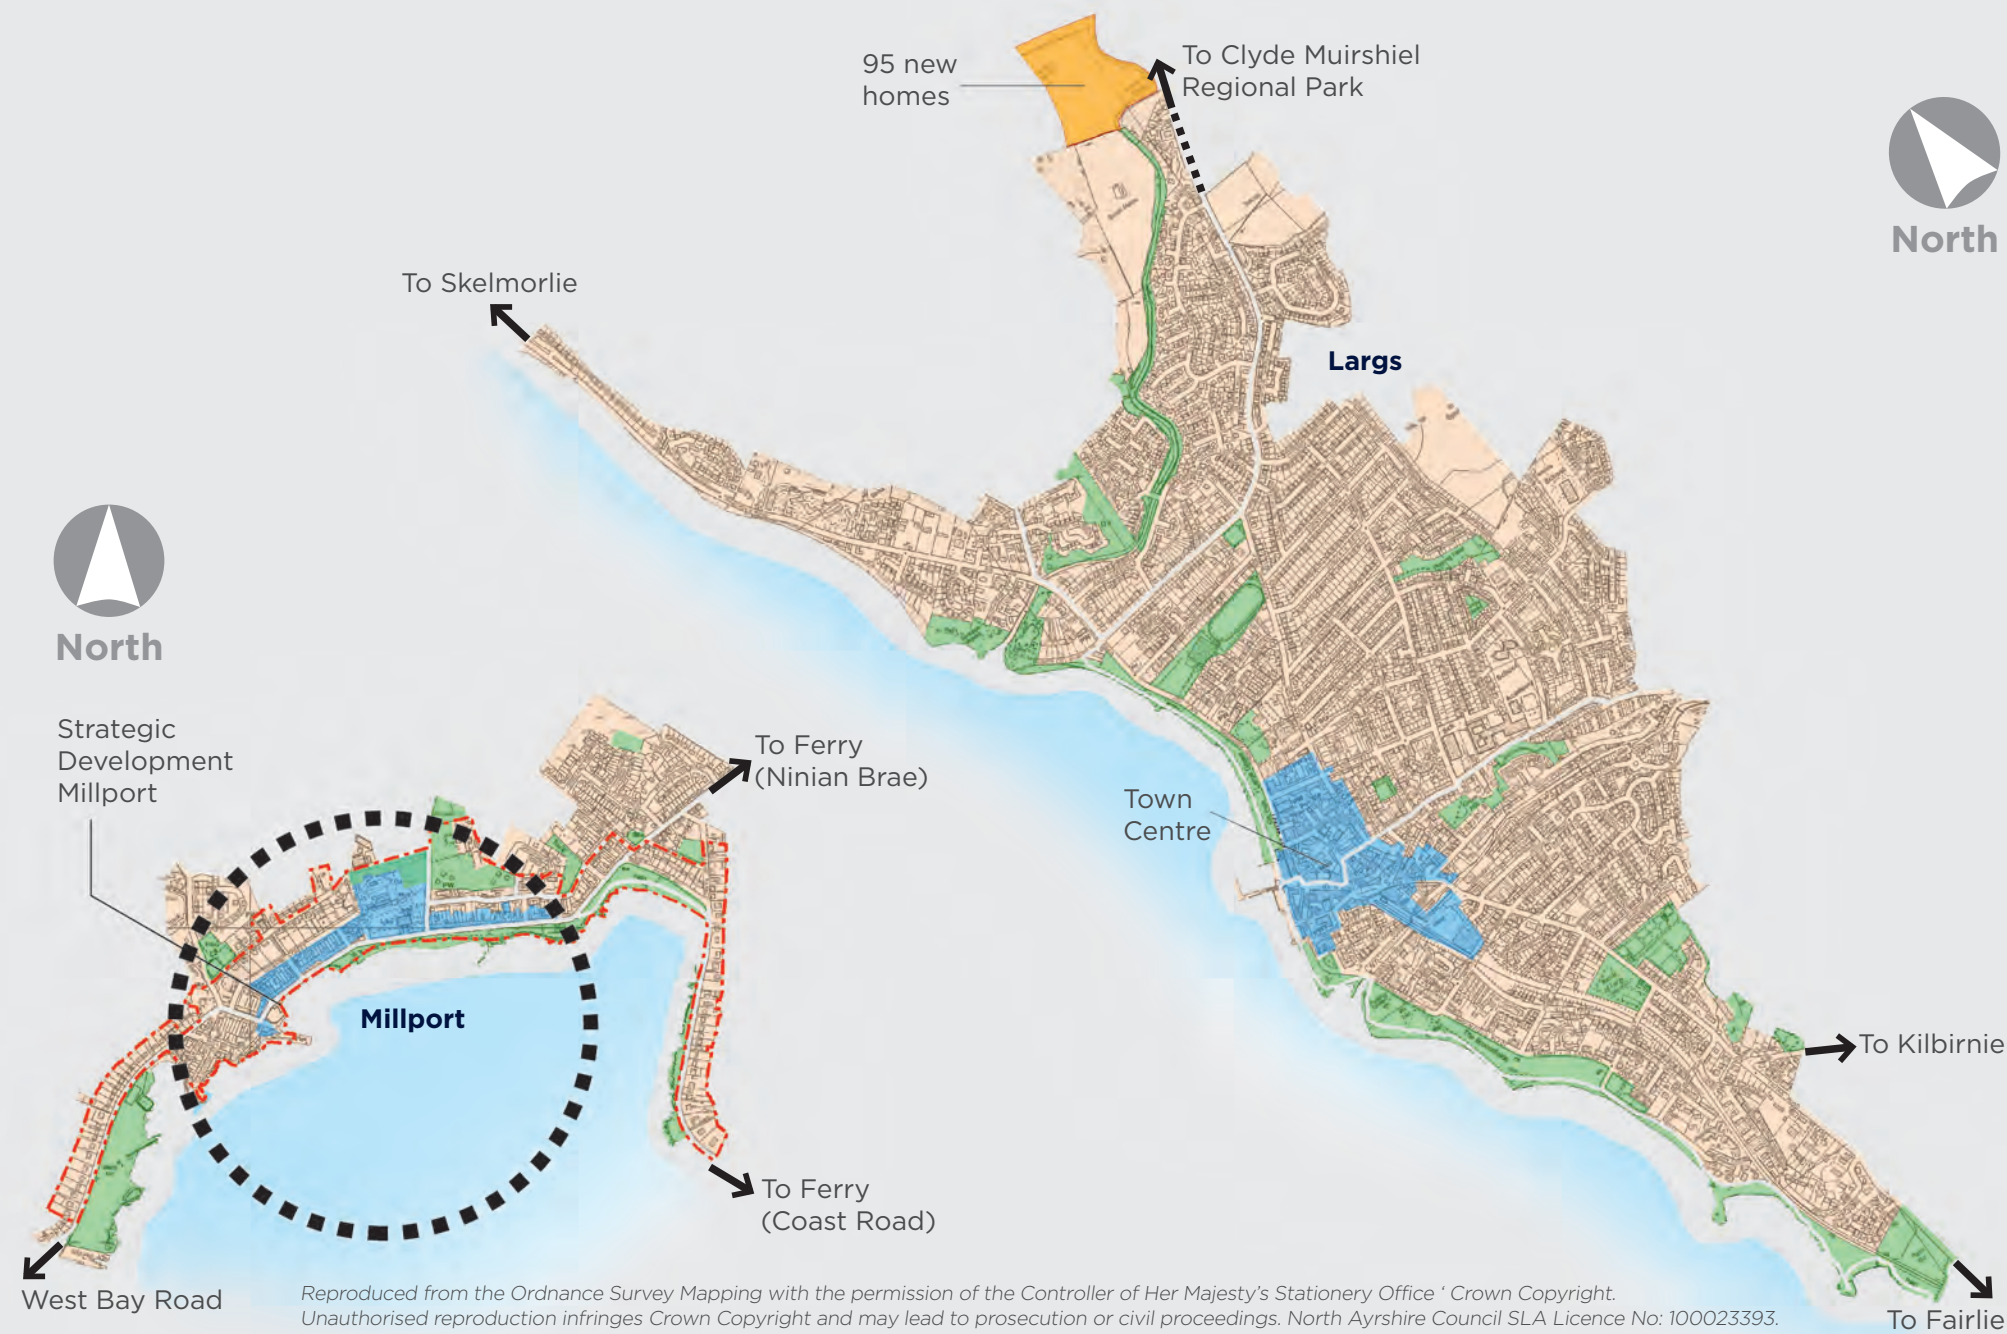 95 new
homes
To Clyde Muirshiel
Regional Park
North
To Skelmorlie
Largs
North
Strategic
Development
Millport
To Ferry
(Ninian Brae)
Town
Centre
Millport
To Kilbirnie
To Ferry
(Coast Road)
West Bay Road
To Fairlie
Reproduced from the Ordnance Survey Mapping with the permission of the Controller of Her Majesty's Stationery Office ‘ Crown Copyright.
Unauthorised reproduction infringes Crown Copyright and may lead to prosecution or civil proceedings. North Ayrshire Council SLA Licence No: 100023393.